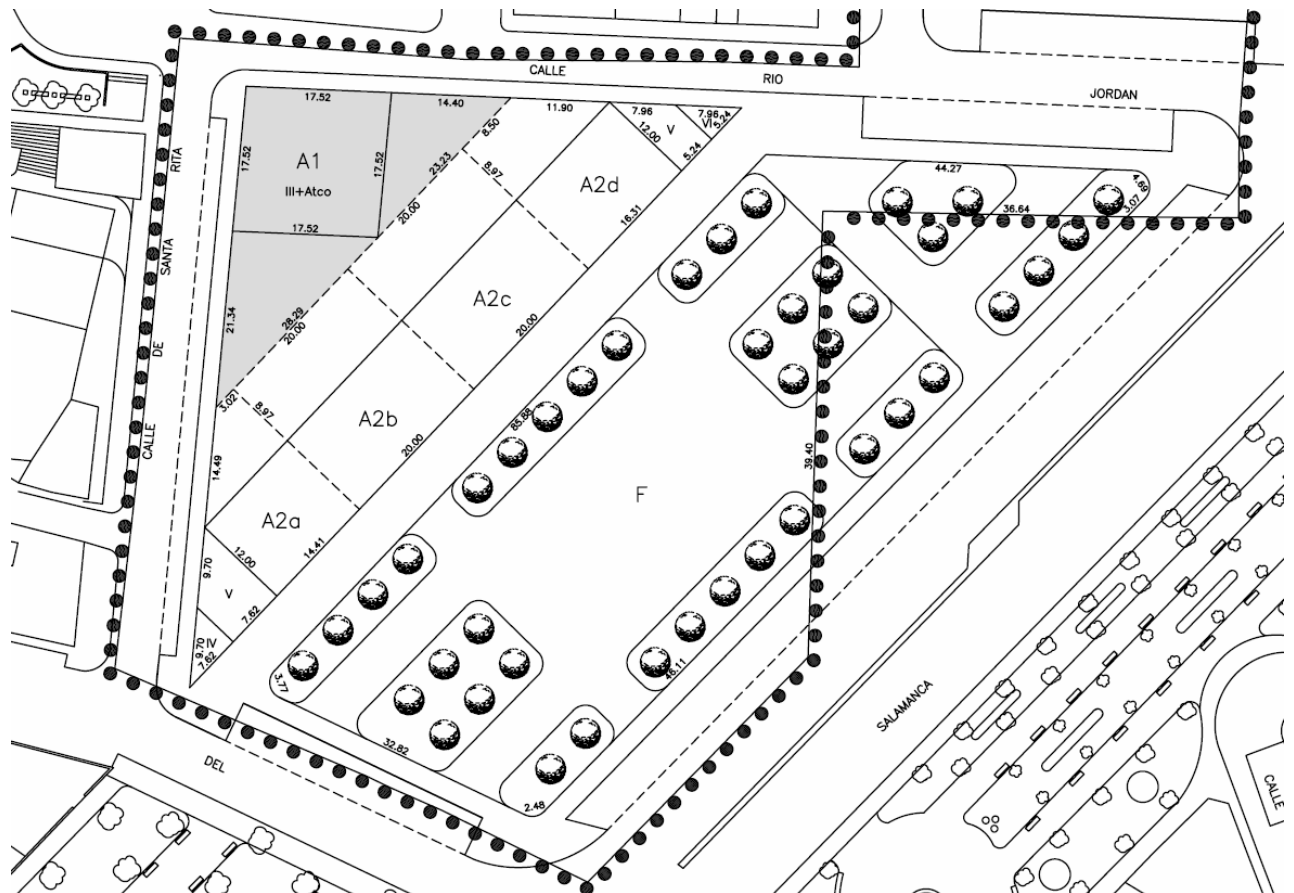 CALLE
RIO
JORDAN
17.52
14.40
11.90
7.96
7.96
V
VI
12.00
5.24
5.24
8.50
A1
III+Atco
17.52
17.52
23.23
8.97
A2d
44.27
4.69
3.07
36.64
20.00
16.31
17.52
RITA
SANTA
DE
CALLE
21.34
28.29
20.00
A2c
20.00
3.02
8.97
A2b
85.88
20.00
14.49
39.40
F
A2a
12.00
14.41
9.70
V
7.62
9.70
IV
7.62
3.77
48.11
32.82
2.48
DEL
SALAMANCA
CALLE